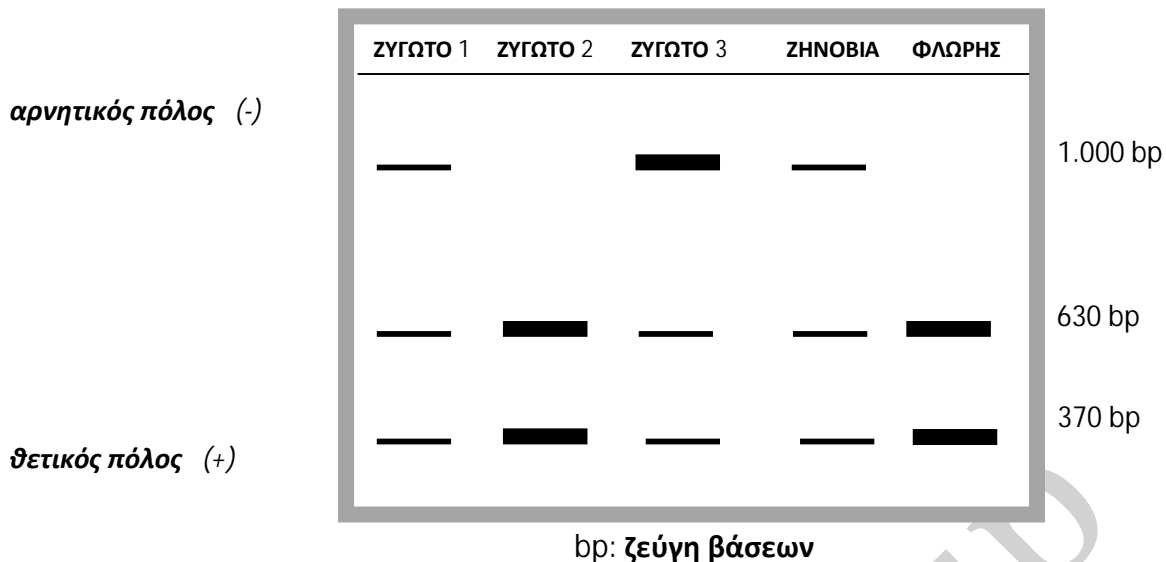 ΖΥΓΩΤΟ 1 ΖΥΓΩΤΟ 2 ΖΥΓΩΤΟ 3 ΖΗΝΟΒΙΑ ΦΛΩΡΗΣ
αρνητικός πόλος (-)
1.000 bp
630 bp
370 bp
θετικός πόλος (+)
bp: ζεύγη βάσεων